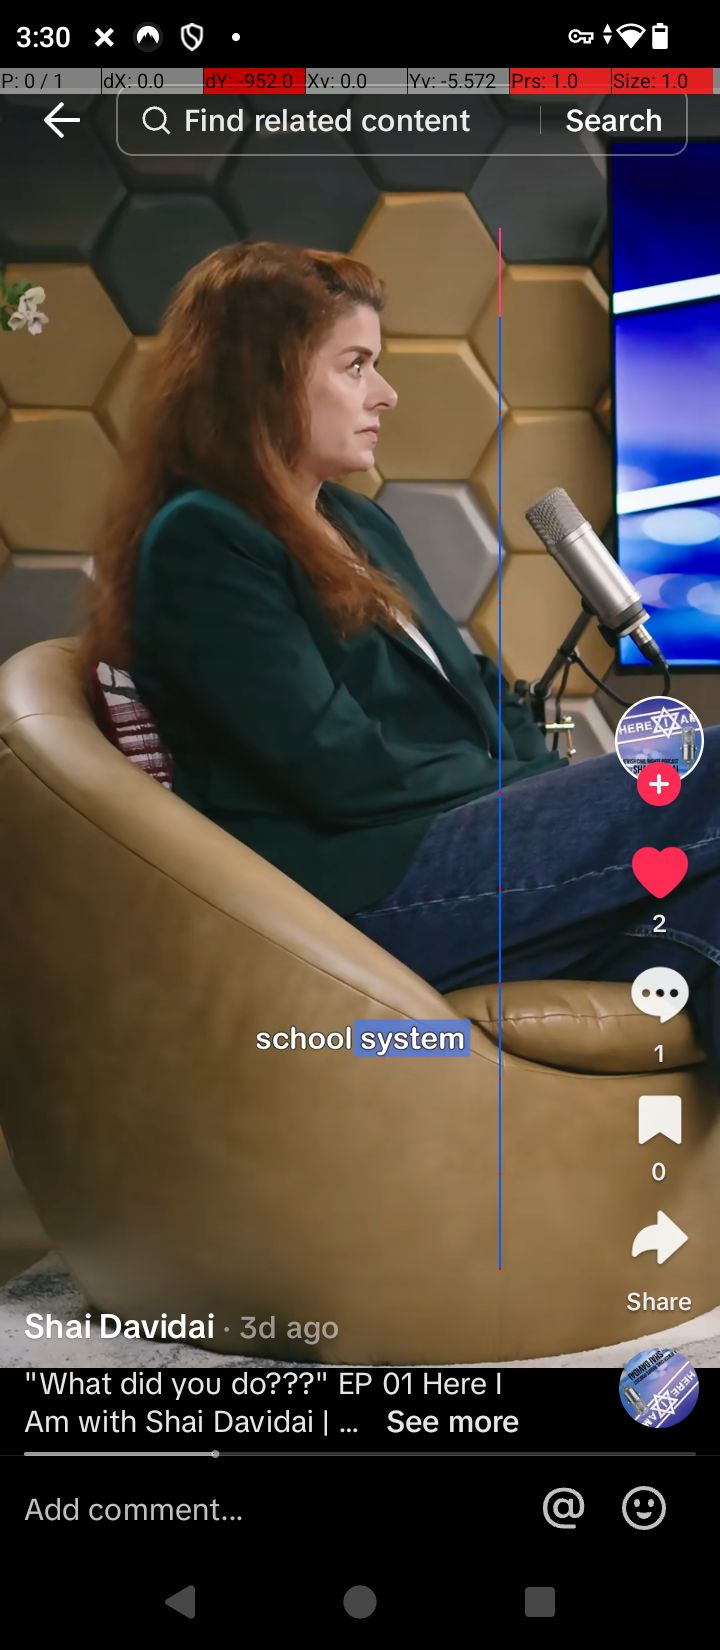 3:30
P: 0 / 1 dX: 0.0 dY: -952.0 Xv: 0.0 Yv: -5.572 Prs: 1.0 Size: 1.0
Find related content Search
HERE I AM
2
school system
1
0
Share
Shai Davidai · 3d ago
"What did you do???" EP 01 Here I
Am with Shai Davidai | ... See more
Add comment...